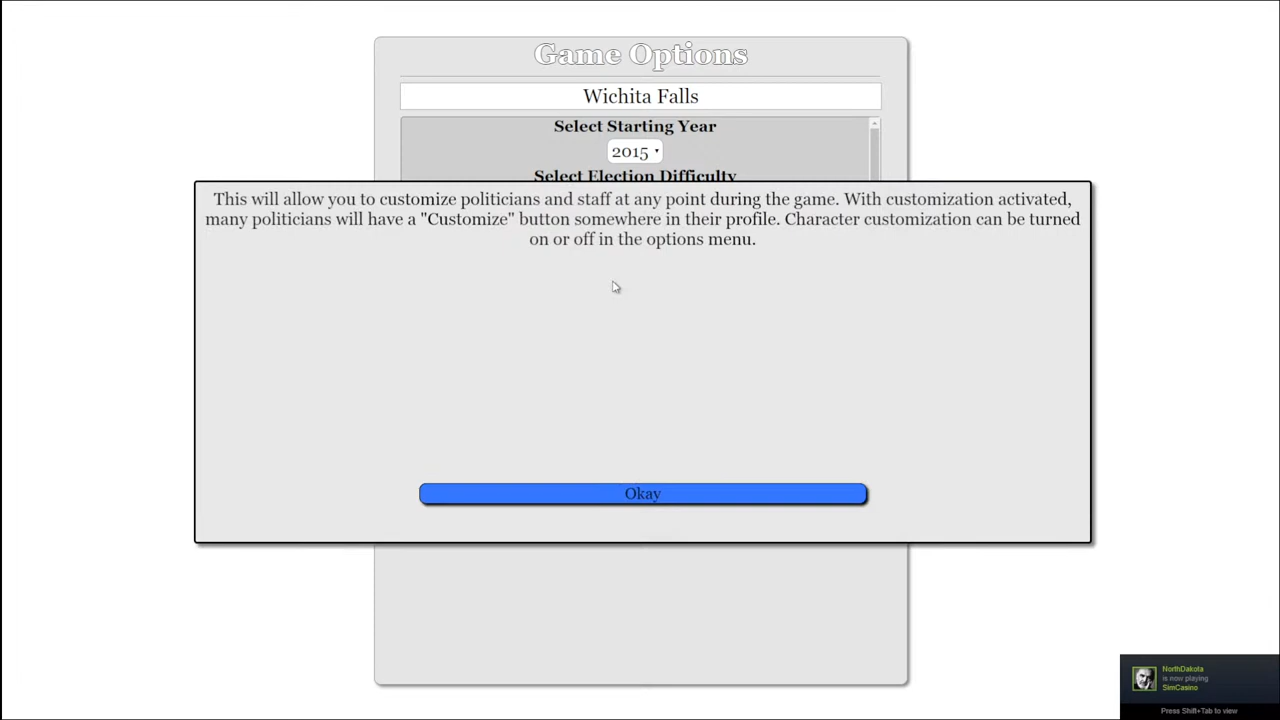 Game Options
Wichita Falls
Select Starting Year
2015
Select Election Difficulty
This will allow you to customize politicians and staff at any point during the game. With customization activated,
many politicians will have a "Customize" button somewhere in their profile. Character customization can be turned
on or off in the options menu.
Okay
NorthDakota
is now playing
SimCasino
Press Shift+Tab to view